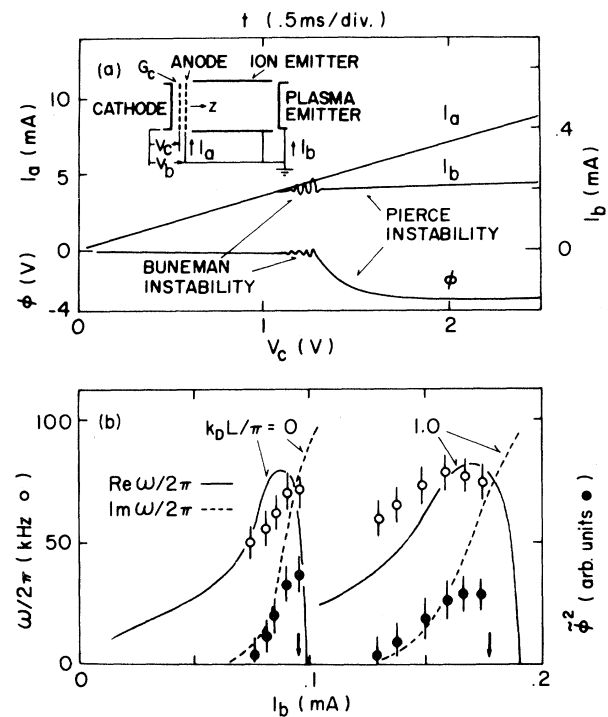 t (.5ms/div.)
(a)
Gc ANODE ION EMITTER
CATHODE
z
PLASMA EMITTER
Vc
Ia
Vb
Ib
10
5
0
-4
Ia (mA)
ϕ (V)
.4
0
Ib (mA)
Ia
Ib
PIERCE
INSTABILITY
BUNEMAN
INSTABILITY
ϕ
0 1 2
Vc (V)
(b)
kDL/π = 0
1.0
Re ω/2π
Im ω/2π
100
50
0
ω/2π (kHz ○)
ϕ̃² (arb. units ●)
.1 .2
Ib (mA)